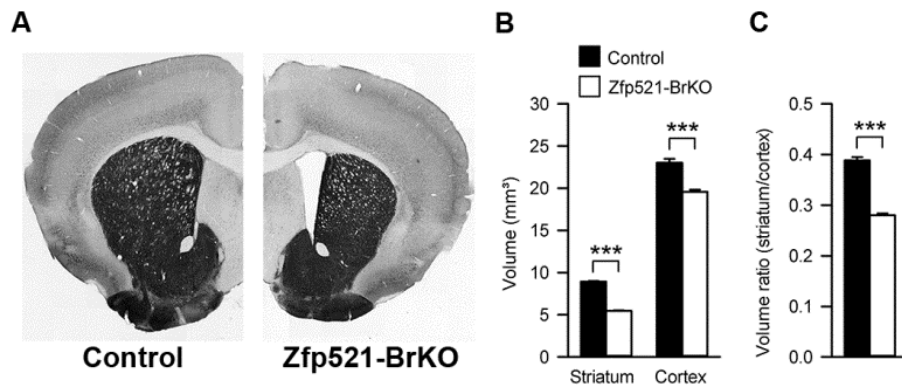 A
Control
Zfp521-BrKO
B
Control
Zfp521-BrKO
Volume (mm³)
30
25
20
15
10
5
0
***
***
Striatum
Cortex
C
Volume ratio (striatum/cortex)
0.5
0.4
0.3
0.2
0.1
0.0
***